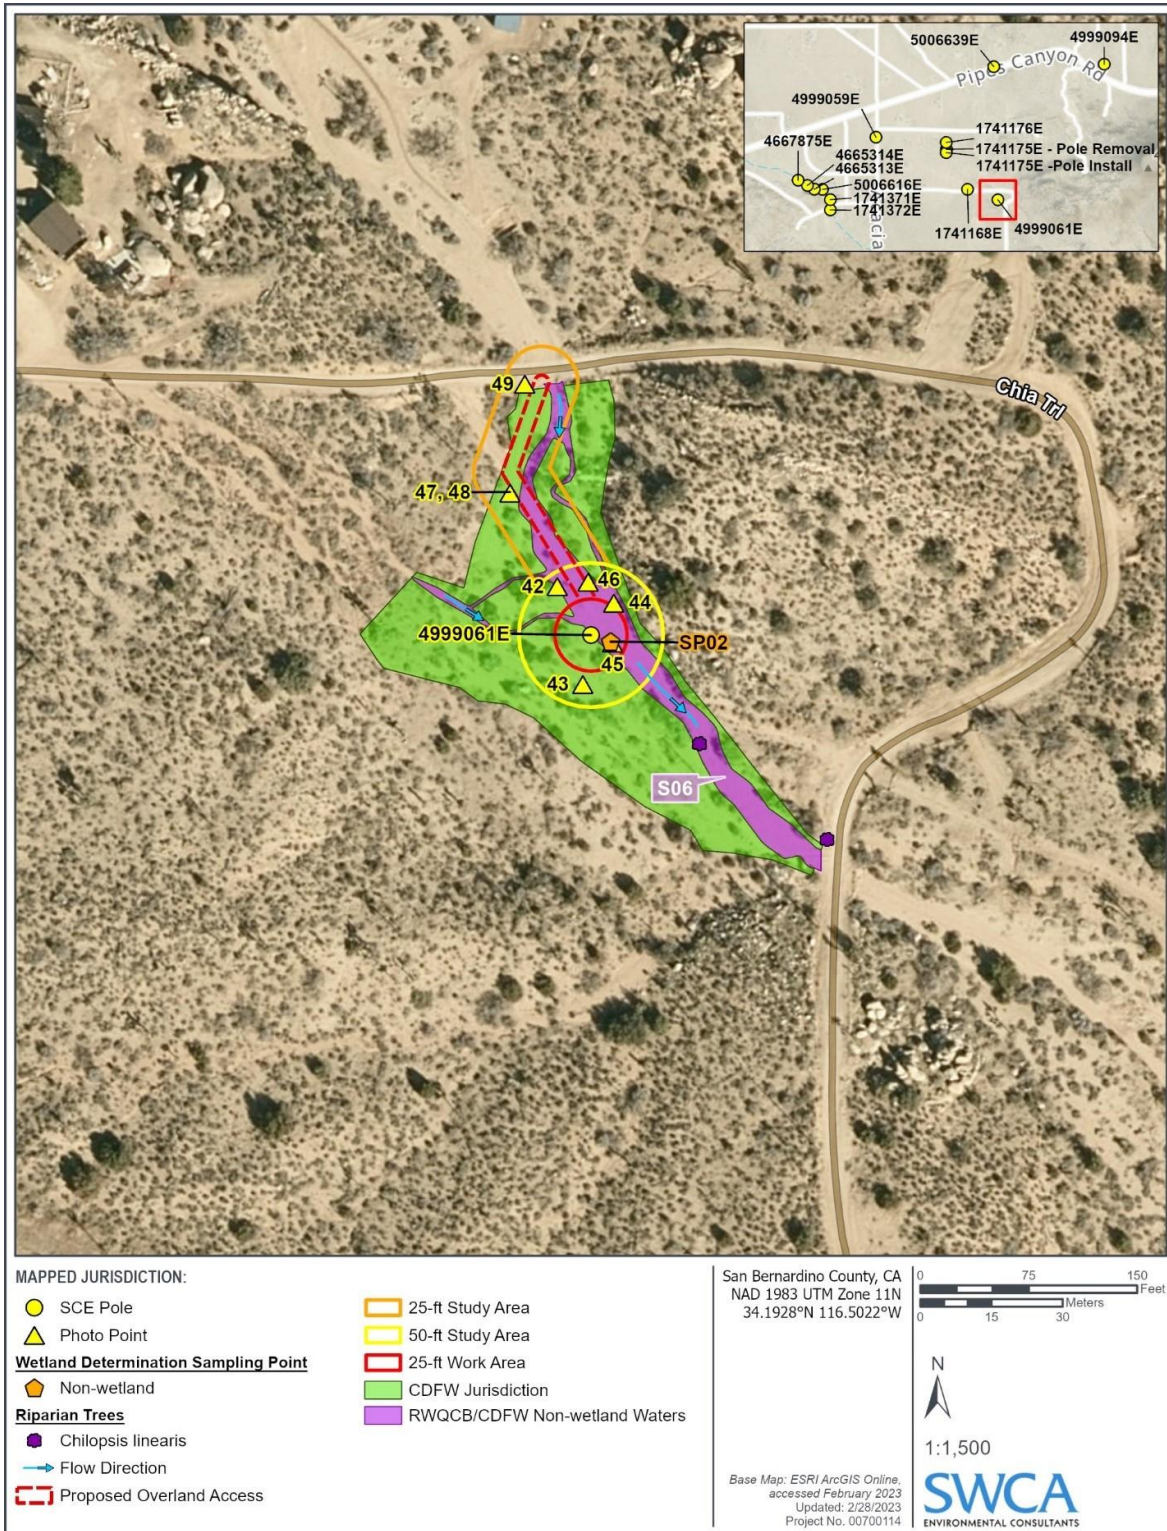 5006639E
4999094E
Pipes Canyon Rd
4999059E
4667875E
1741176E
4665314E
1741175E - Pole Removal
4665313E
1741175E -Pole Install
5006616E
1741371E
1741372E
acia
1741168E
4999061E
49
Chia Trl
47, 48
42
46
44
4999061E
SP02
45
43
S06
MAPPED JURISDICTION:
SCE Pole
Photo Point
Wetland Determination Sampling Point
Non-wetland
Riparian Trees
Chilopsis linearis
Flow Direction
Proposed Overland Access
25-ft Study Area
50-ft Study Area
25-ft Work Area
CDFW Jurisdiction
RWQCB/CDFW Non-wetland Waters
San Bernardino County, CA
NAD 1983 UTM Zone 11N
34.1928°N 116.5022°W
Base Map: ESRI ArcGIS Online,
accessed February 2023
Updated: 2/28/2023
Project No. 00700114
0 75 150
Feet
Meters
0 15 30
N
1:1,500
SWCA
ENVIRONMENTAL CONSULTANTS